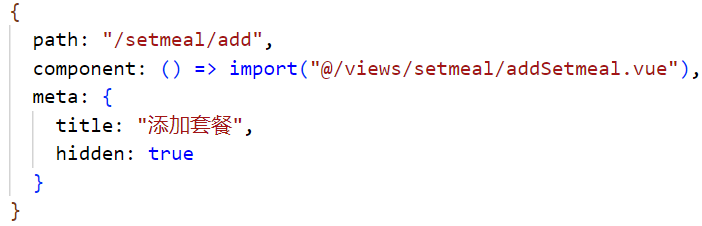 {
  path: "/setmeal/add",
  component: () => import("@/views/setmeal/addSetmeal.vue"),
  meta: {
    title: "添加套餐",
    hidden: true
  }
}